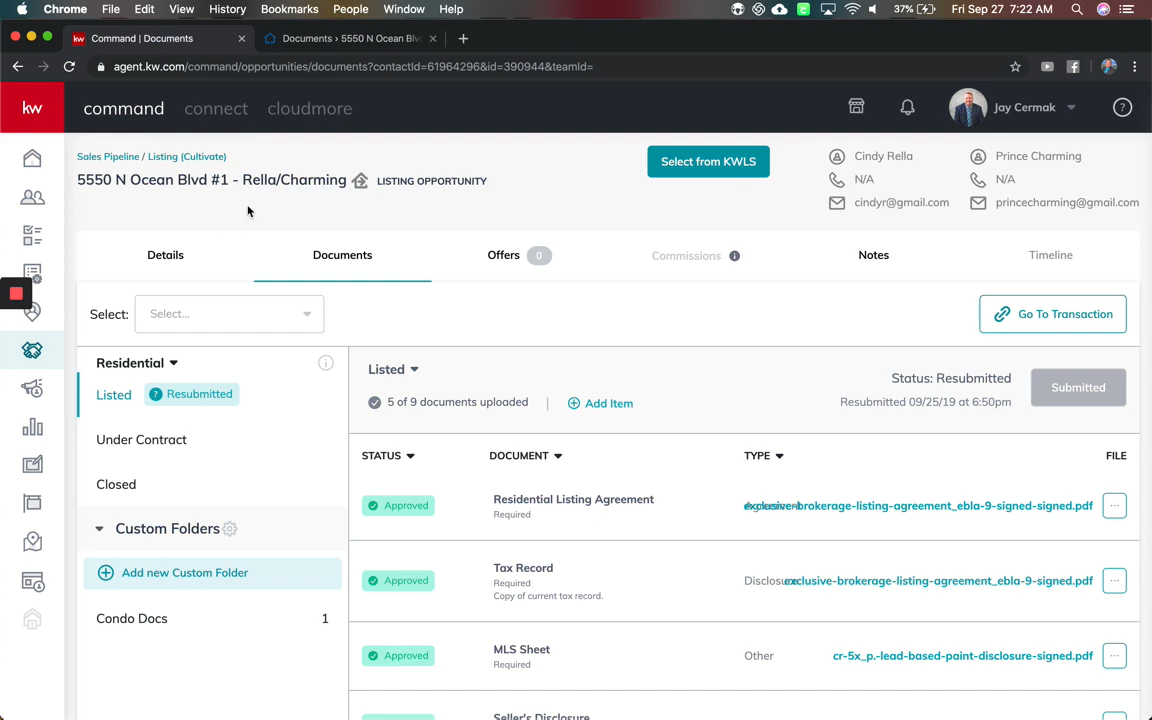 Chrome File Edit View History Bookmarks People Window Help 37% Fri Sep 27 7:22 AM
Command | Documents
Documents › 5550 N Ocean Blv
agent.kw.com/command/opportunities/documents?contactId=61964296&id=390944&teamId=
kw command connect cloudmore Jay Cermak ?
Sales Pipeline / Listing (Cultivate)
5550 N Ocean Blvd #1 - Rella/Charming LISTING OPPORTUNITY
Select from KWLS
Cindy Rella
N/A
cindyr@gmail.com
Prince Charming
N/A
princecharming@gmail.com
Details Documents Offers 0 Commissions Notes Timeline
Select: Select... Go To Transaction
Residential
Listed ? Resubmitted
Under Contract
Closed
Custom Folders
Add new Custom Folder
Condo Docs 1
Listed
5 of 9 documents uploaded | Add Item
Status: Resubmitted
Resubmitted 09/25/19 at 6:50pm
Submitted
STATUS DOCUMENT TYPE FILE
Approved Residential Listing Agreement exclusive-brokerage-listing-agreement_ebla-9-signed-signed.pdf ...
Required
Approved Tax Record Disclosure exclusive-brokerage-listing-agreement_ebla-9-signed.pdf ...
Required
Copy of current tax record.
Approved MLS Sheet Other cr-5x_p.-lead-based-paint-disclosure-signed.pdf ...
Required
Seller's Disclosure